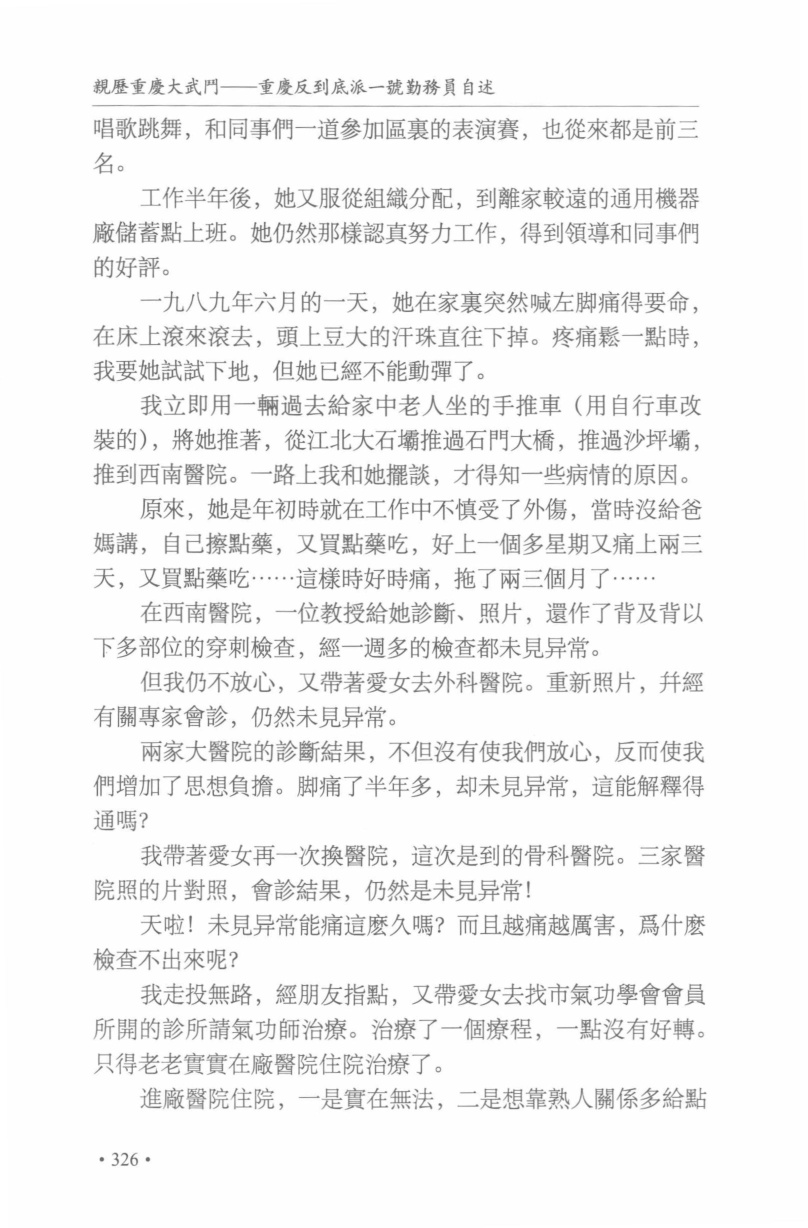 親歷重慶大武鬥——重慶反到底派一號勤務員自述
唱歌跳舞，和同事們一道參加區裏的表演賽，也從來都是前三
名。
工作半年後，她又服從組織分配，到離家較遠的通用機器
廠儲蓄點上班。她仍然那樣認真努力工作，得到領導和同事們
的好評。
一九八九年六月的一天，她在家裏突然喊左脚痛得要命，
在床上滾來滾去，頭上豆大的汗珠直往下掉。疼痛鬆一點時，
我要她試試下地，但她已經不能動彈了。
我立即用一輛過去給家中老人坐的手推車（用自行車改
裝的），將她推著，從江北大石壩推過石門大橋，推過沙坪壩，
推到西南醫院。一路上我和她擺談，才得知一些病情的原因。
原來，她是年初時就在工作中不慎受了外傷，當時沒給爸
媽講，自己擦點藥，又買點藥吃，好上一個多星期又痛上兩三
天，又買點藥吃……這樣時好時痛，拖了兩三個月了……
在西南醫院，一位教授給她診斷、照片，還作了背及背以
下多部位的穿刺檢查，經一週多的檢查都未見异常。
但我仍不放心，又帶著愛女去外科醫院。重新照片，幷經
有關專家會診，仍然未見异常。
兩家大醫院的診斷結果，不但沒有使我們放心，反而使我
們增加了思想負擔。脚痛了半年多，却未見异常，這能解釋得
通嗎？
我帶著愛女再一次換醫院，這次是到的骨科醫院。三家醫
院照的片對照，會診結果，仍然是未見异常！
天啦！未見异常能痛這麽久嗎？而且越痛越厲害，爲什麽
檢查不出來呢？
我走投無路，經朋友指點，又帶愛女去找市氣功學會會員
所開的診所請氣功師治療。治療了一個療程，一點沒有好轉。
只得老老實實在廠醫院住院治療了。
進廠醫院住院，一是實在無法，二是想靠熟人關係多給點
·326·